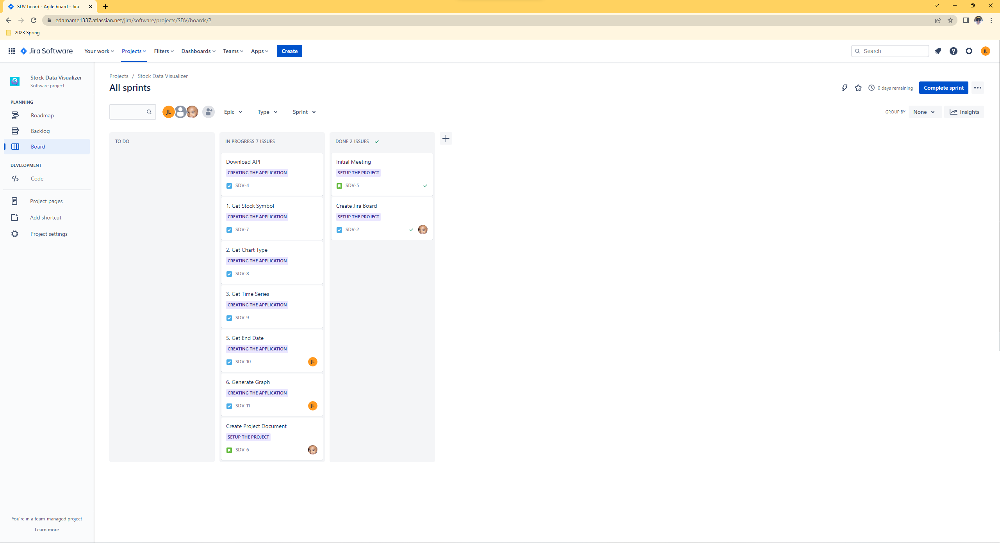 SDV board - Agile board - Jira
edamame1337.atlassian.net/jira/software/projects/SDV/boards/2
2023 Spring
Jira Software
Your work
Projects
Filters
Dashboards
Teams
Apps
Create
Search
JL
Stock Data Visualizer
Software project
PLANNING
Roadmap
Backlog
Board
DEVELOPMENT
Code
Project pages
Add shortcut
Project settings
You're in a team-managed project
Learn more
Projects / Stock Data Visualizer
All sprints
0 days remaining
Complete sprint
JL
Epic
Type
Sprint
GROUP BY
None
Insights
TO DO
IN PROGRESS 7 ISSUES
Download API
CREATING THE APPLICATION
SDV-4
1. Get Stock Symbol
CREATING THE APPLICATION
SDV-7
2. Get Chart Type
CREATING THE APPLICATION
SDV-8
3. Get Time Series
CREATING THE APPLICATION
SDV-9
5. Get End Date
CREATING THE APPLICATION
SDV-10
JL
6. Generate Graph
CREATING THE APPLICATION
SDV-11
JL
Create Project Document
SETUP THE PROJECT
SDV-6
DONE 2 ISSUES
Initial Meeting
SETUP THE PROJECT
SDV-5
Create Jira Board
SETUP THE PROJECT
SDV-2